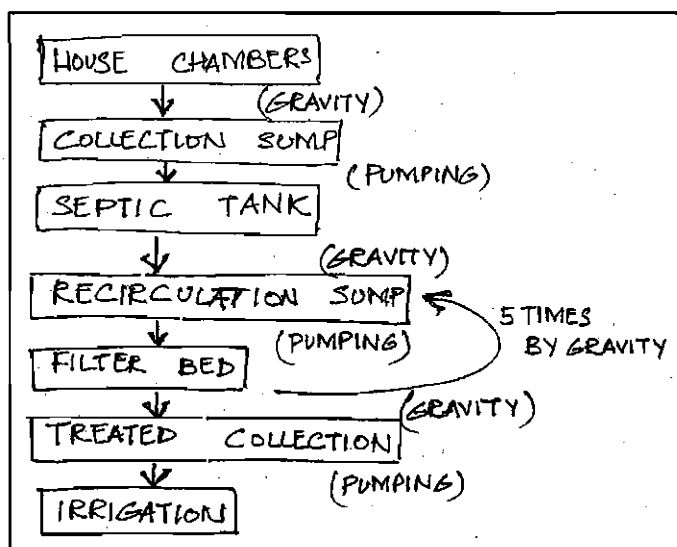 HOUSE CHAMBERS
(GRAVITY)
COLLECTION SUMP
(PUMPING)
SEPTIC TANK
(GRAVITY)
RECIRCULATION SUMP
5 TIMES
BY GRAVITY
(PUMPING)
FILTER BED
(GRAVITY)
TREATED COLLECTION
(PUMPING)
IRRIGATION